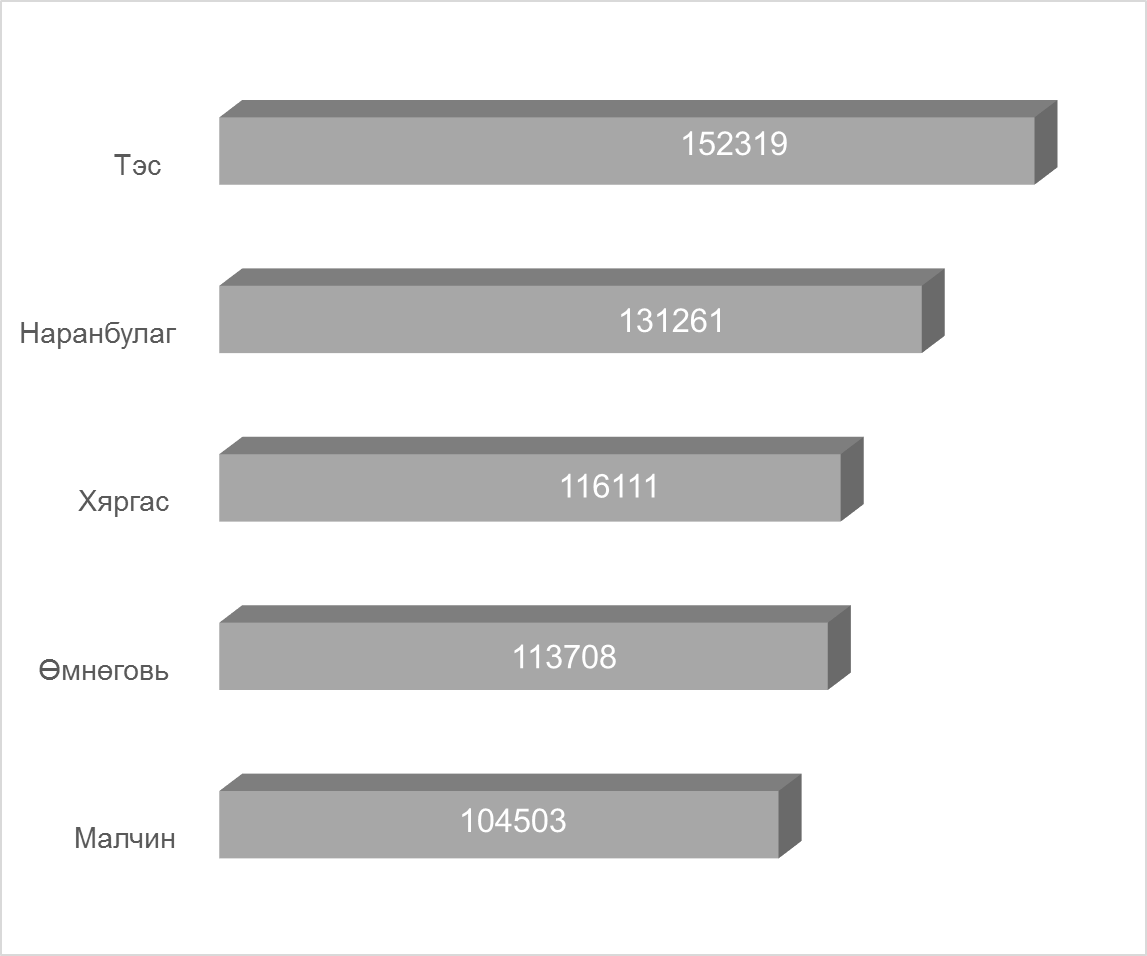 Тэс 152319
Наранбулаг 131261
Хяргас 116111
Өмнөговь 113708
Малчин 104503